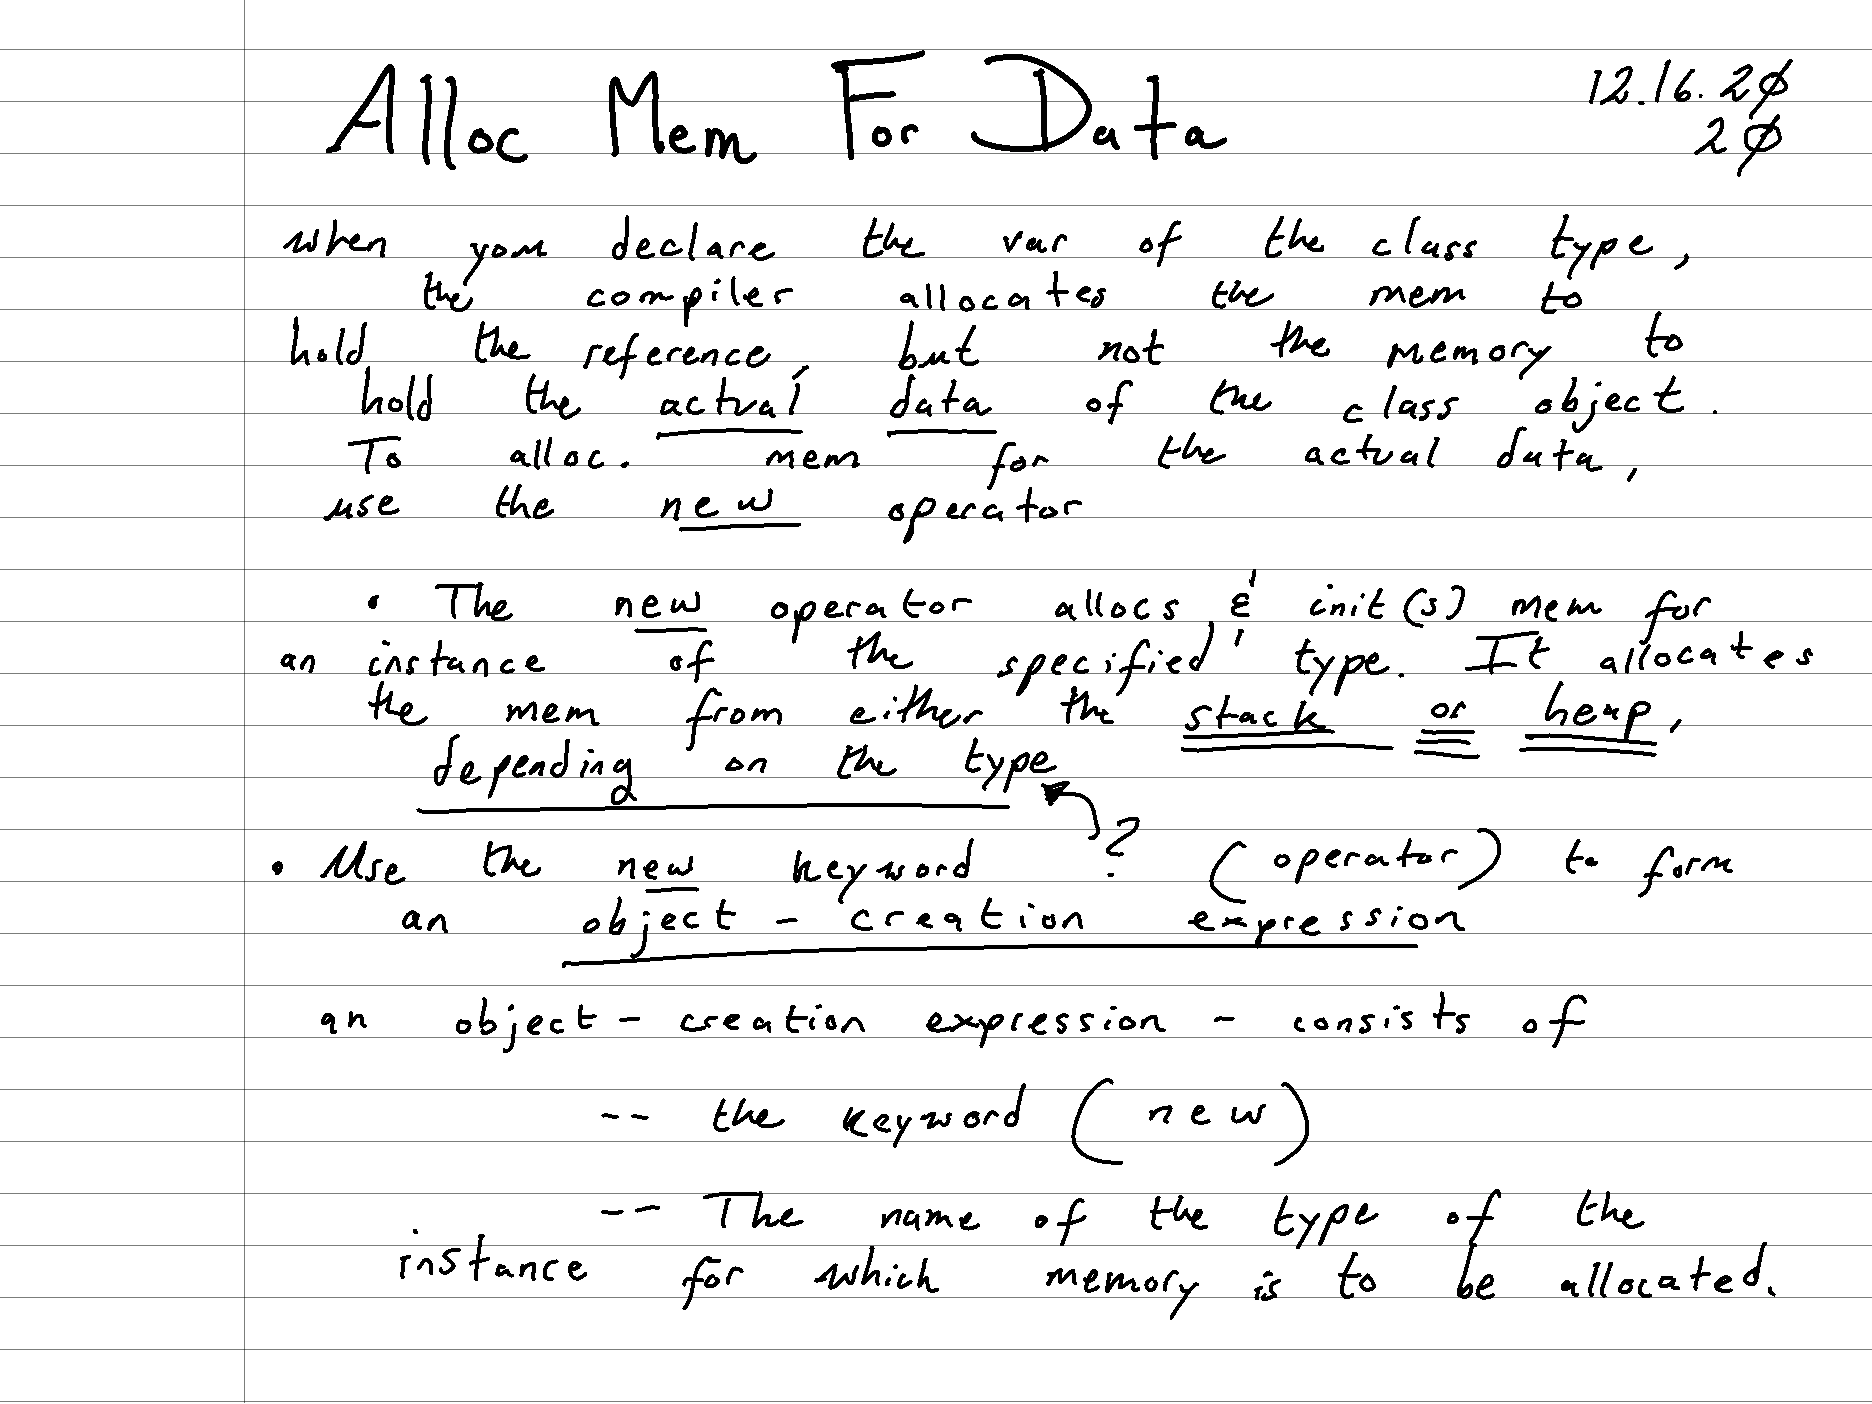 Alloc Mem For Data
12.16.2Ø
2Ø
when you declare the var of the class type,
the compiler allocates the mem to
hold the reference, but not the memory to
hold the actual data of the class object.
To alloc. mem for the actual data,
use the new operator
• The new operator allocs & init(s) mem for
an instance of the specified type. It allocates
the mem from either the stack or heap,
depending on the type
• Use the new keyword ? (operator) to form
an object - creation expression
an object - creation expression - consists of
-- the keyword (new)
-- The name of the type of the
instance for which memory is to be allocated.